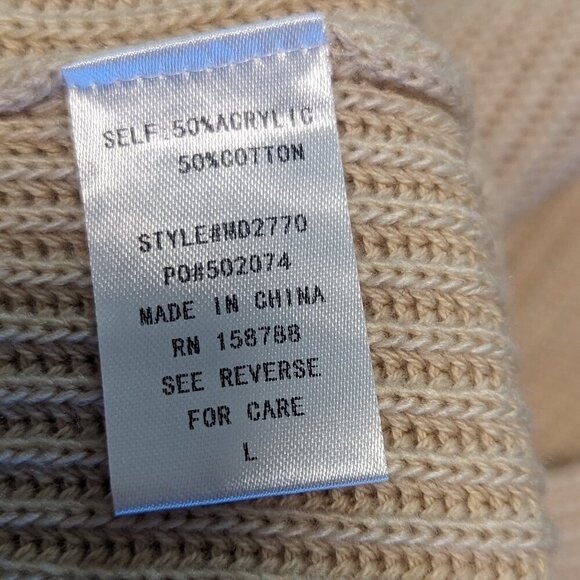 SELF:50%ACRYLIC
50%COTTON
STYLE#MD2770
PO#502074
MADE IN CHINA
RN 158788
SEE REVERSE
FOR CARE
L